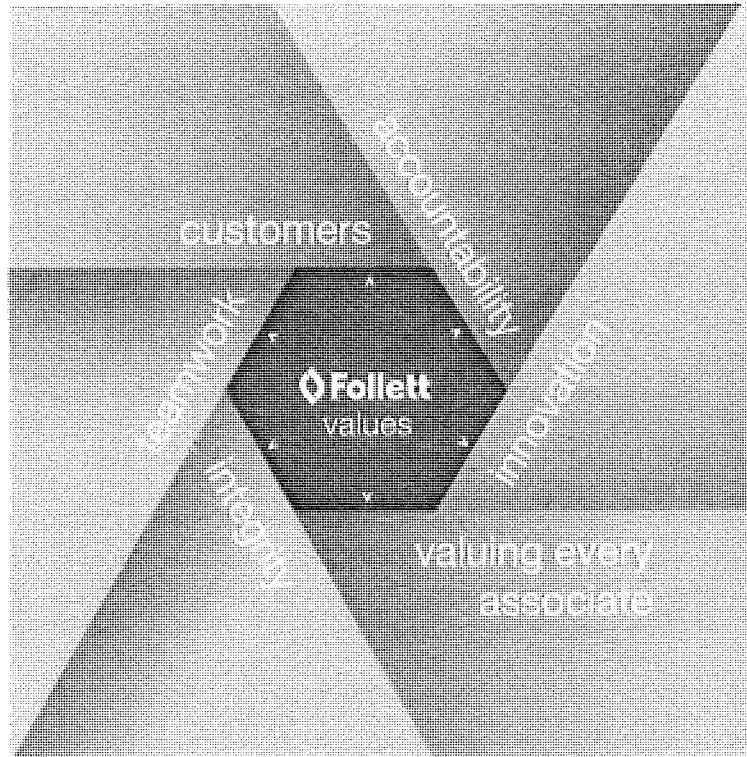 accountability
customers
teamwork
innovation
Follett
values
integrity
valuing every
associate